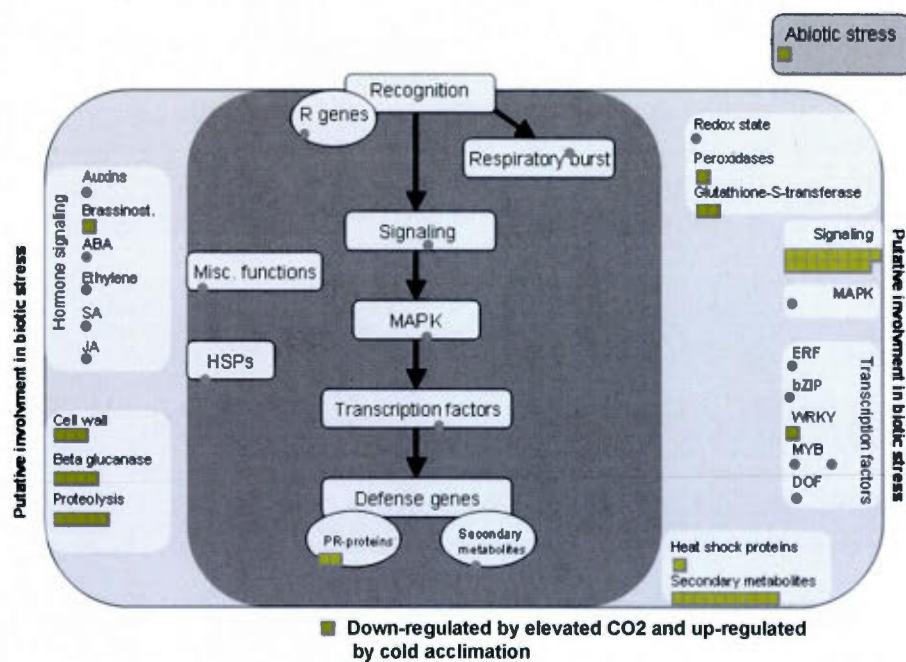 Abiotic stress
Recognition
R genes
Respiratory burst
Redox state
Peroxidases
Glutathione-S-transferase
Auxins
Brassinost.
ABA
Ethylene
SA
JA
Hormone signaling
Signaling
Signaling
MAPK
Misc. functions
MAPK
HSPs
ERF
bZIP
WRKY
MYB
DOF
Transcription factors
Transcription factors
Cell wall
Beta glucanase
Proteolysis
Defense genes
PR-proteins
Secondary
metabolites
Heat shock proteins
Secondary metabolites
Putative involvment in biotic stress
Putative involvment in biotic stress
Down-regulated by elevated CO2 and up-regulated
by cold acclimation